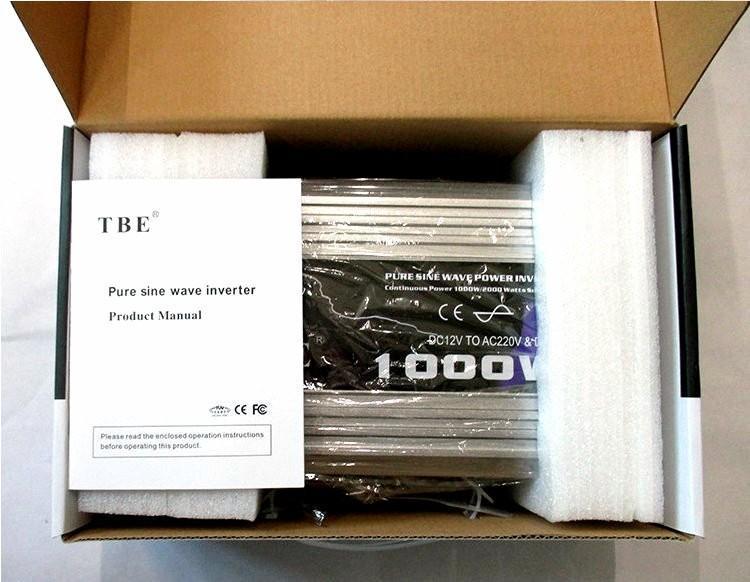 TBE®
Pure sine wave inverter
Product Manual
CE FC
Please read the enclosed operation instructions
before operating this product.
PURE SINE WAVE POWER INV
Continuous Power 1000W/2000 Watts
CE
®
DC12V TO AC220V &
1000W